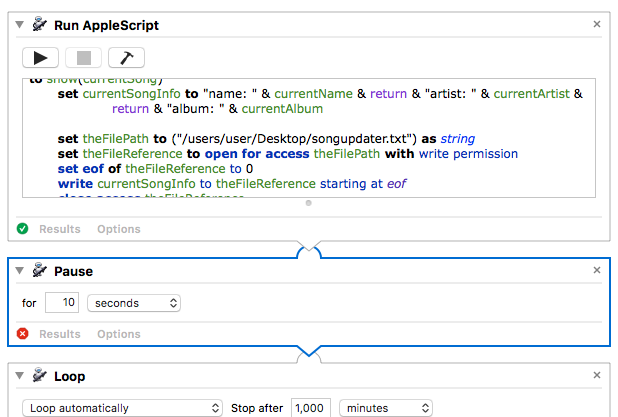 Run AppleScript
to show(currentSong)
set currentSongInfo to "name: " & currentName & return & "artist: " & currentArtist &
return & "album: " & currentAlbum
set theFilePath to ("/users/user/Desktop/songupdater.txt") as string
set theFileReference to open for access theFilePath with write permission
set eof of theFileReference to 0
write currentSongInfo to theFileReference starting at eof
close access theFileReference
Results Options
Pause
for 10 seconds
Results Options
Loop
Loop automatically Stop after 1,000 minutes